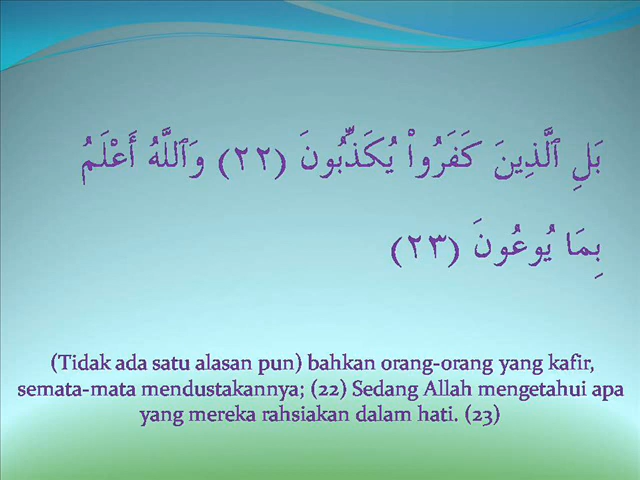 بَلِ ٱلَّذِينَ كَفَرُوا۟ يُكَذِّبُونَ (٢٢) وَٱللَّهُ أَعْلَمُ
بِمَا يُوعُونَ (٢٣)
(Tidak ada satu alasan pun) bahkan orang-orang yang kafir,
semata-mata mendustakannya; (22) Sedang Allah mengetahui apa
yang mereka rahsiakan dalam hati. (23)